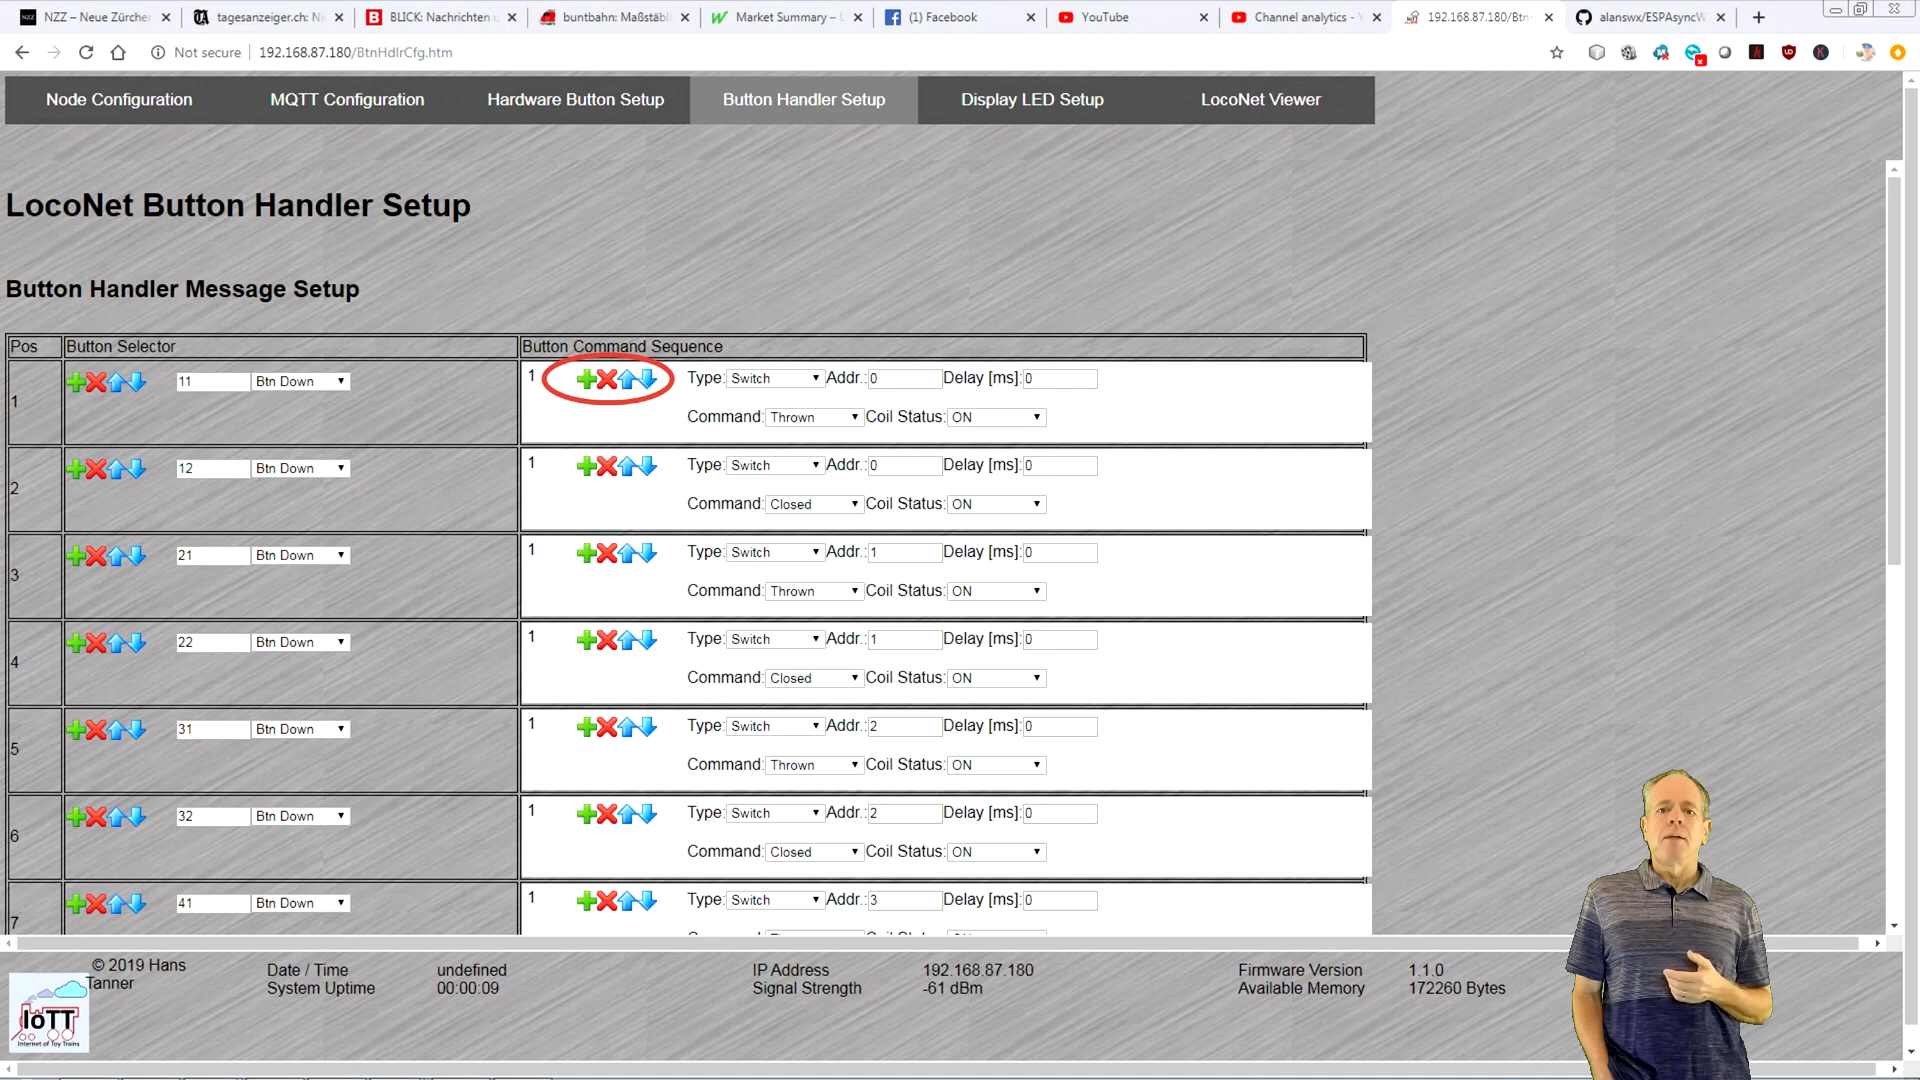 NZZ – Neue Zürcher
tagesanzeiger.ch: Ni
BLICK: Nachrichten u
buntbahn: Maßstäbli
Market Summary – U
(1) Facebook
YouTube
Channel analytics - Y
192.168.87.180/Btn
alanswx/ESPAsyncW
Not secure
192.168.87.180/BtnHdlrCfg.htm
Node Configuration
MQTT Configuration
Hardware Button Setup
Button Handler Setup
Display LED Setup
LocoNet Viewer
LocoNet Button Handler Setup
Button Handler Message Setup
Pos Button Selector Button Command Sequence
1 11 Btn Down 1 Type: Switch Addr.: 0 Delay [ms]: 0
Command: Thrown Coil Status: ON
2 12 Btn Down 1 Type: Switch Addr.: 0 Delay [ms]: 0
Command: Closed Coil Status: ON
3 21 Btn Down 1 Type: Switch Addr.: 1 Delay [ms]: 0
Command: Thrown Coil Status: ON
4 22 Btn Down 1 Type: Switch Addr.: 1 Delay [ms]: 0
Command: Closed Coil Status: ON
5 31 Btn Down 1 Type: Switch Addr.: 2 Delay [ms]: 0
Command: Thrown Coil Status: ON
6 32 Btn Down 1 Type: Switch Addr.: 2 Delay [ms]: 0
Command: Closed Coil Status: ON
7 41 Btn Down 1 Type: Switch Addr.: 3 Delay [ms]: 0
© 2019 Hans
Tanner
IoTT
Internet of Toy Trains
Date / Time undefined
System Uptime 00:00:09
IP Address 192.168.87.180
Signal Strength -61 dBm
Firmware Version 1.1.0
Available Memory 172260 Bytes